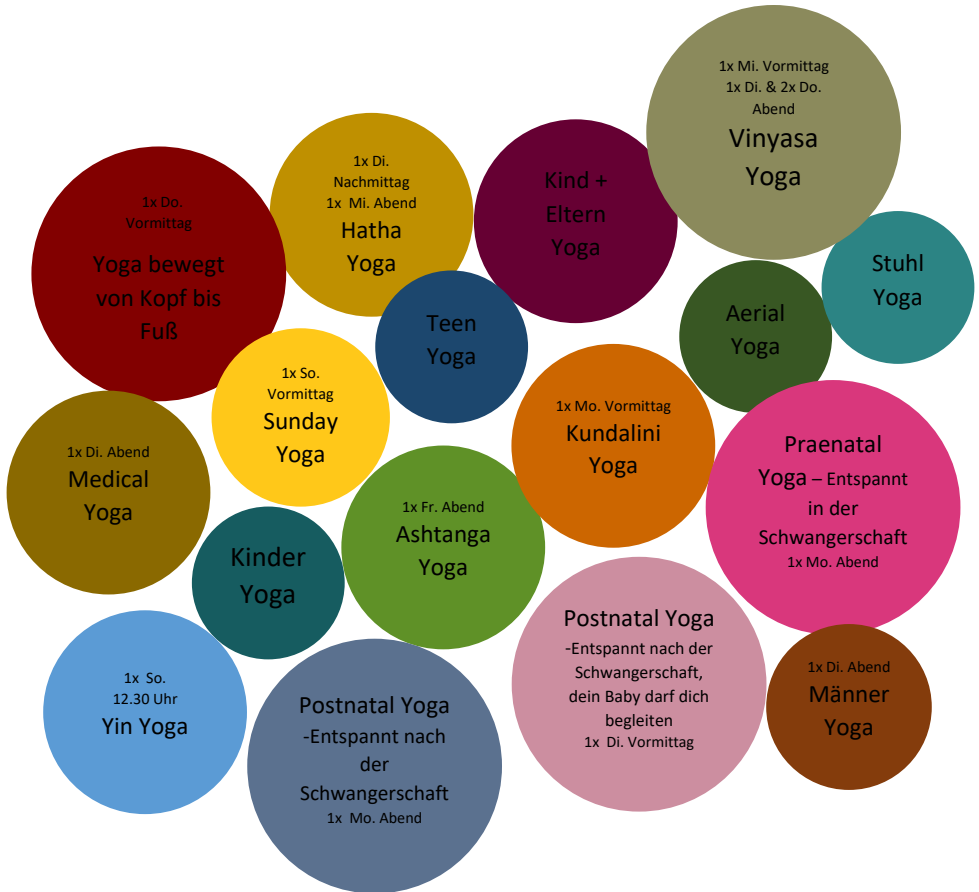 1x Mi. Vormittag
1x Di. & 2x Do.
Abend
Vinyasa
Yoga
1x Di.
Nachmittag
1x Mi. Abend
Hatha
Yoga
Kind +
Eltern
Yoga
1x Do.
Vormittag
Yoga bewegt
von Kopf bis
Fuß
Stuhl
Yoga
Teen
Yoga
Aerial
Yoga
1x So.
Vormittag
Sunday
Yoga
1x Mo. Vormittag
Kundalini
Yoga
1x Di. Abend
Medical
Yoga
Praenatal
Yoga – Entspannt
in der
Schwangerschaft
1x Mo. Abend
1x Fr. Abend
Ashtanga
Yoga
Kinder
Yoga
Postnatal Yoga
-Entspannt nach der
Schwangerschaft,
dein Baby darf dich
begleiten
1x Di. Vormittag
1x Di. Abend
Männer
Yoga
1x So.
12.30 Uhr
Yin Yoga
Postnatal Yoga
-Entspannt nach
der
Schwangerschaft
1x Mo. Abend